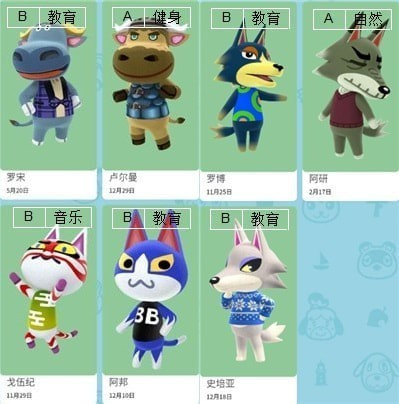 B 教育
A 健身
B 教育
A 自然
罗宋
5月20日
卢尔曼
12月29日
罗博
11月25日
阿研
2月17日
B 音乐
B 教育
B 教育
3B
戈伍纪
11月29日
阿邦
12月10日
史培亚
12月18日